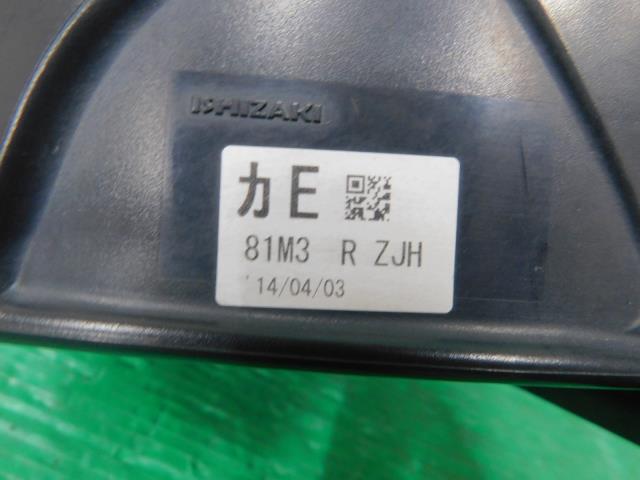 ISHIZAKI
カE
81M3 R ZJH
'14/04/03